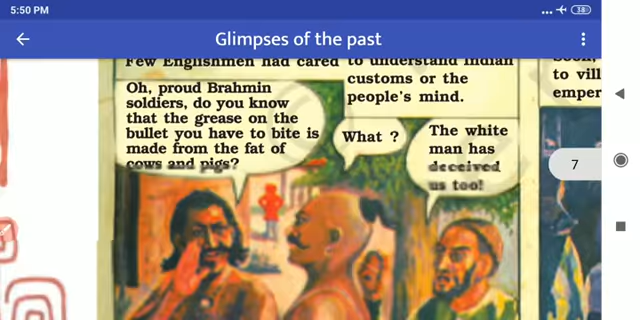 5:50 PM
38
Glimpses of the past
Few Englishmen had cared to understand Indian
customs or the
people's mind.
Oh, proud Brahmin
soldiers, do you know
that the grease on the
bullet you have to bite is
made from the fat of
cows and pigs?
What ?
The white
man has
deceived
us too!
to vill
emper
7